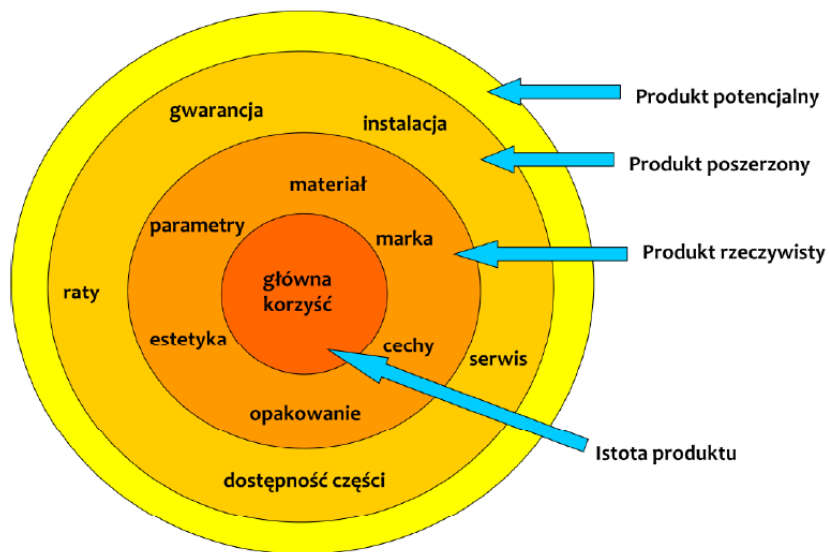 Produkt potencjalny
gwarancja
instalacja
Produkt poszerzony
materiał
parametry
marka
Produkt rzeczywisty
główna
korzyść
raty
estetyka
cechy
serwis
opakowanie
Istota produktu
dostępność części